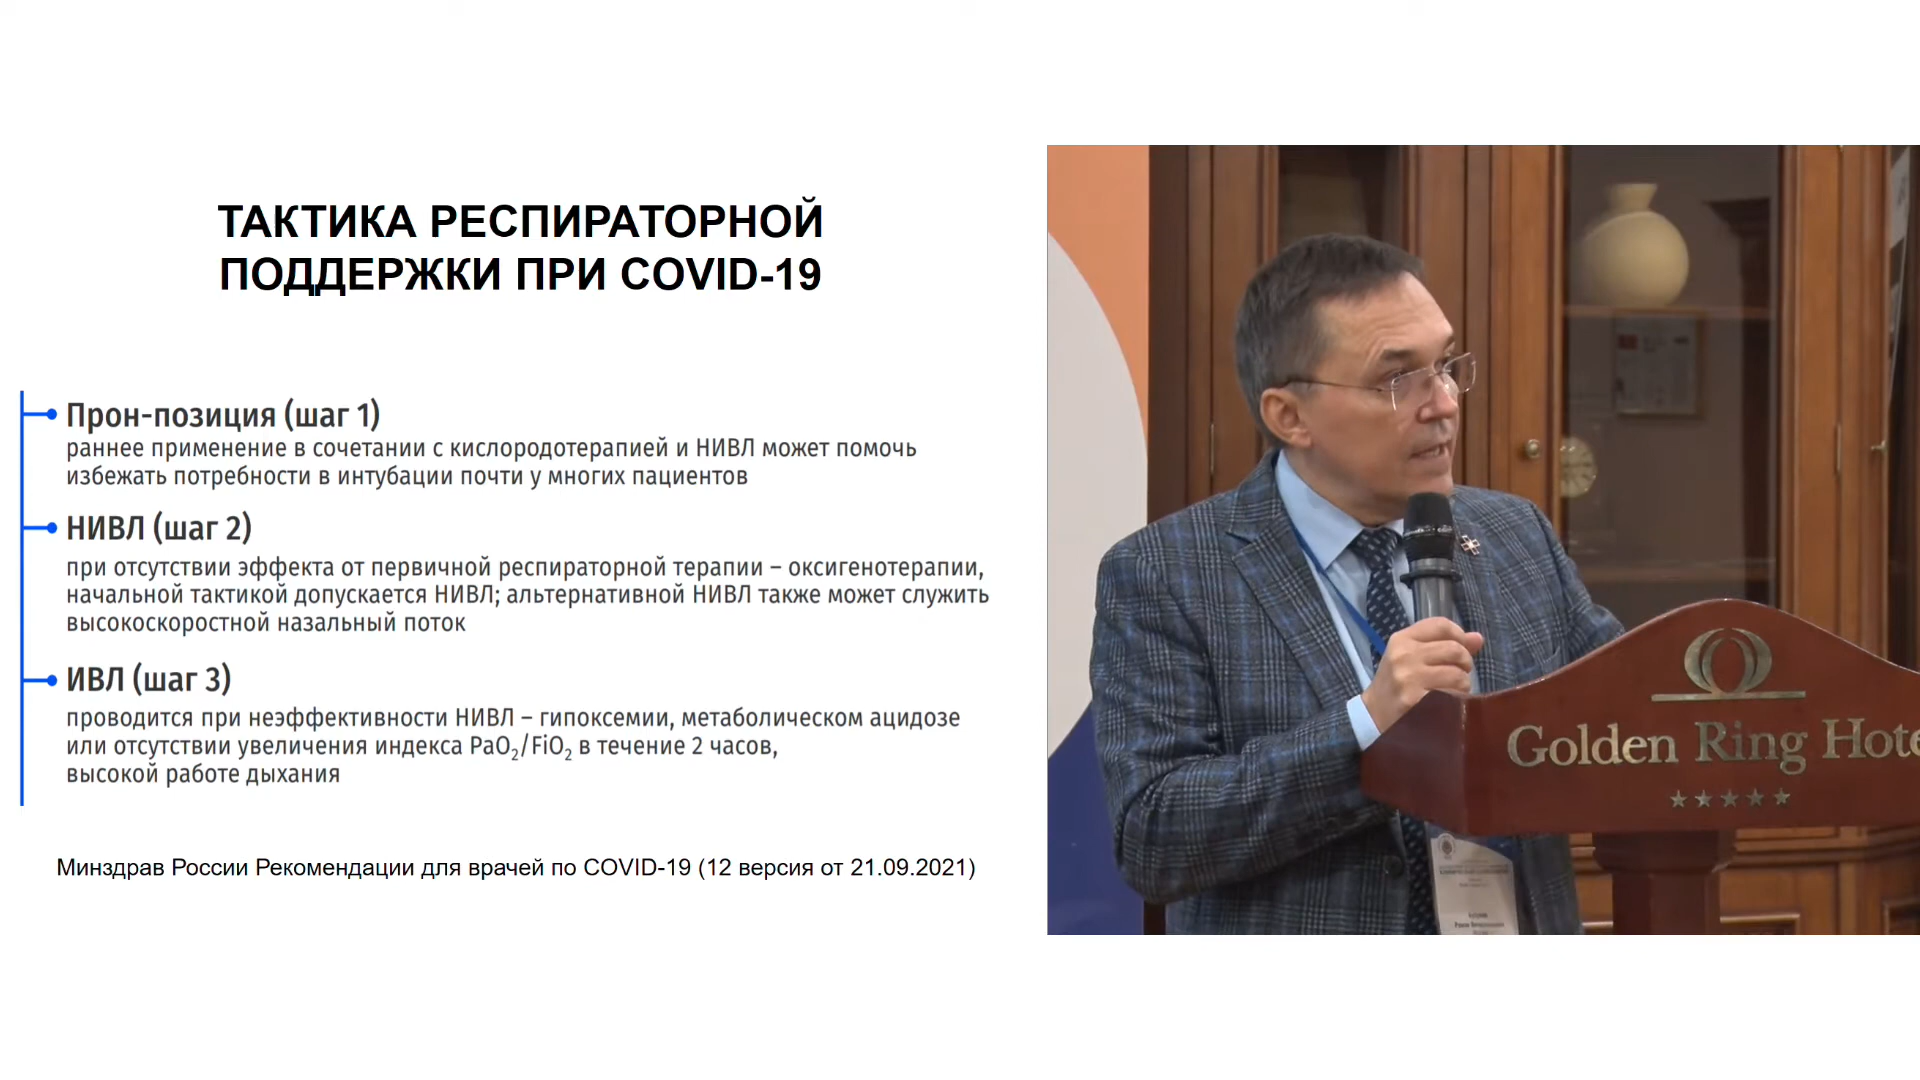 ТАКТИКА РЕСПИРАТОРНОЙ
ПОДДЕРЖКИ ПРИ COVID-19
Прон-позиция (шаг 1)
раннее применение в сочетании с кислородотерапией и НИВЛ может помочь
избежать потребности в интубации почти у многих пациентов
НИВЛ (шаг 2)
при отсутствии эффекта от первичной респираторной терапии – оксигенотерапии,
начальной тактикой допускается НИВЛ; альтернативной НИВЛ также может служить
высокоскоростной назальный поток
ИВЛ (шаг 3)
проводится при неэффективности НИВЛ – гипоксемии, метаболическом ацидозе
или отсутствии увеличения индекса PaO₂/FiO₂ в течение 2 часов,
высокой работе дыхания
Минздрав России Рекомендации для врачей по COVID-19 (12 версия от 21.09.2021)
Golden Ring Hote